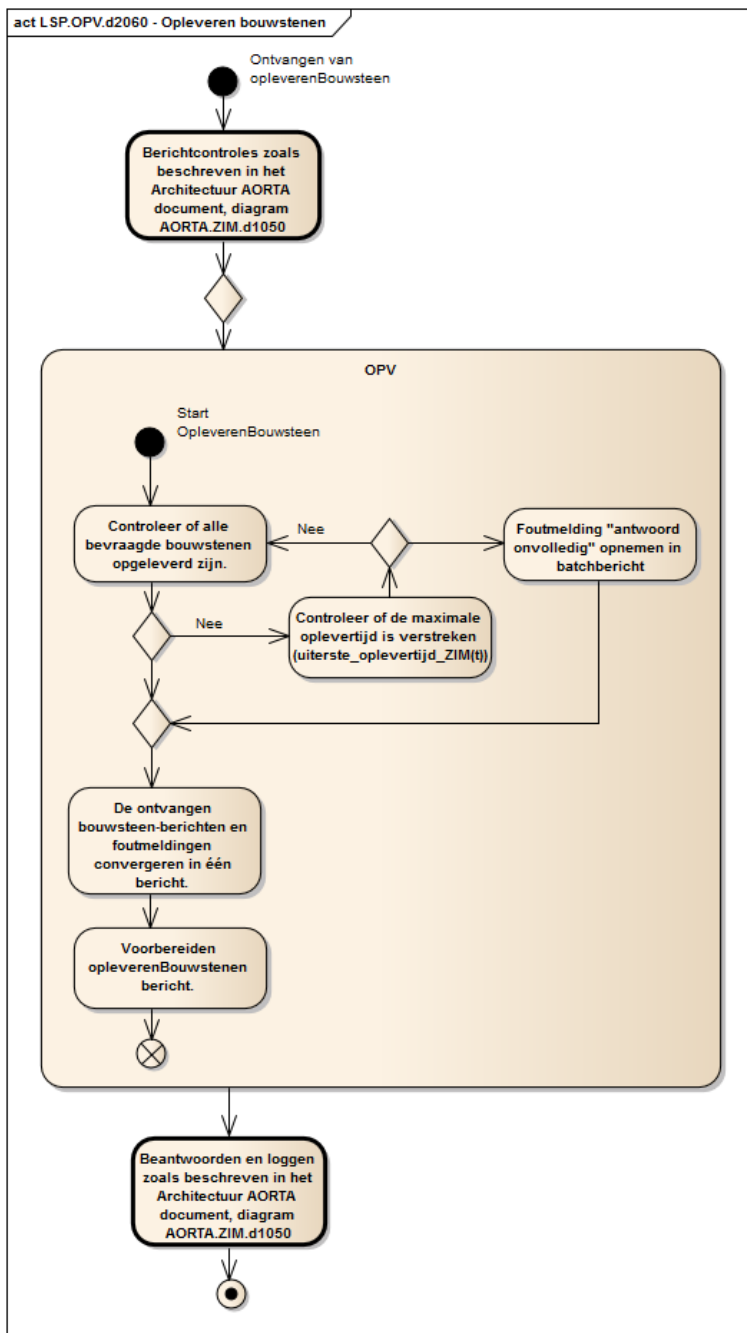 act LSP.OPV.d2060 - Opleveren bouwstenen
Ontvangen van
opleverenBouwsteen
Berichtcontroles zoals
beschreven in het
Architectuur AORTA
document, diagram
AORTA.ZIM.d1050
OPV
Start
OpleverenBouwsteen
Controleer of alle
bevraagde bouwstenen
opgeleverd zijn.
Nee
Foutmelding "antwoord
onvolledig" opnemen in
batchbericht
Nee
Controleer of de maximale
oplevertijd is verstreken
(uiterste_oplevertijd_ZIM(t))
De ontvangen
bouwsteen-berichten en
foutmeldingen
convergeren in één
bericht.
Voorbereiden
opleverenBouwstenen
bericht.
Beantwoorden en loggen
zoals beschreven in het
Architectuur AORTA
document, diagram
AORTA.ZIM.d1050